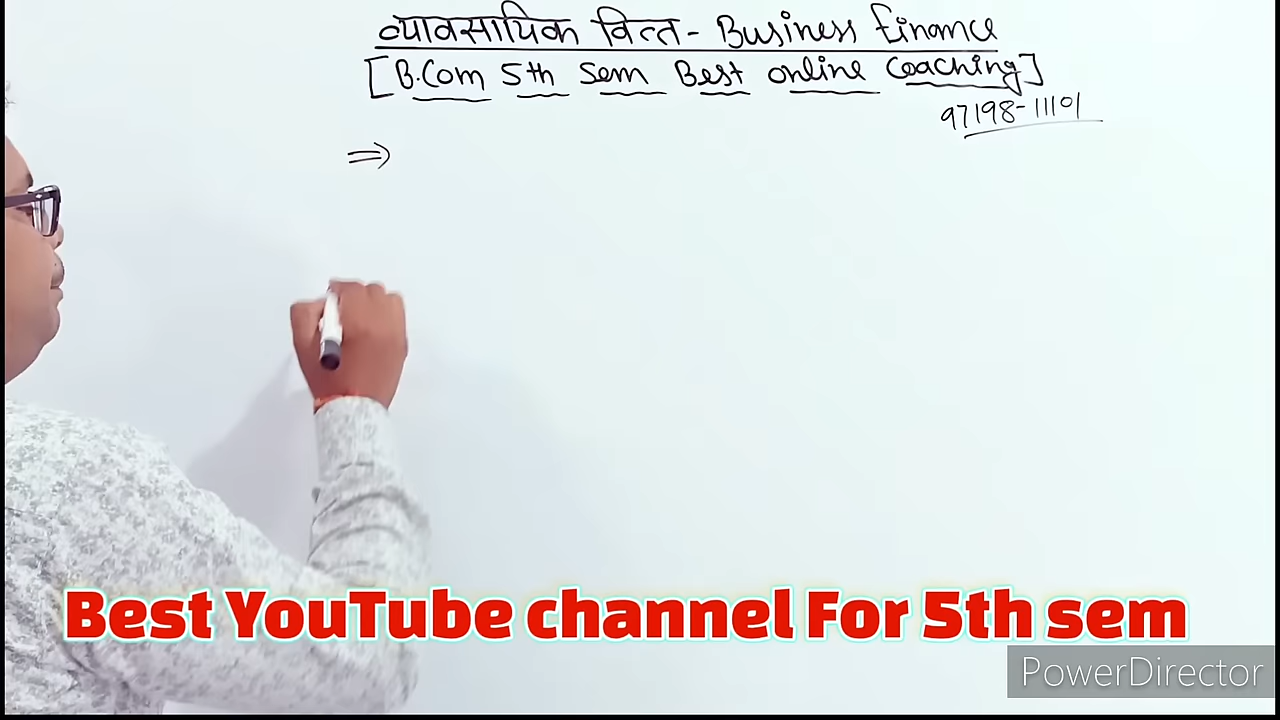 व्यावसायिक वित्त - Business finance
[B.Com 5th Sem Best online Coaching]
97198-11101
⇒
Best YouTube channel For 5th sem
PowerDirector